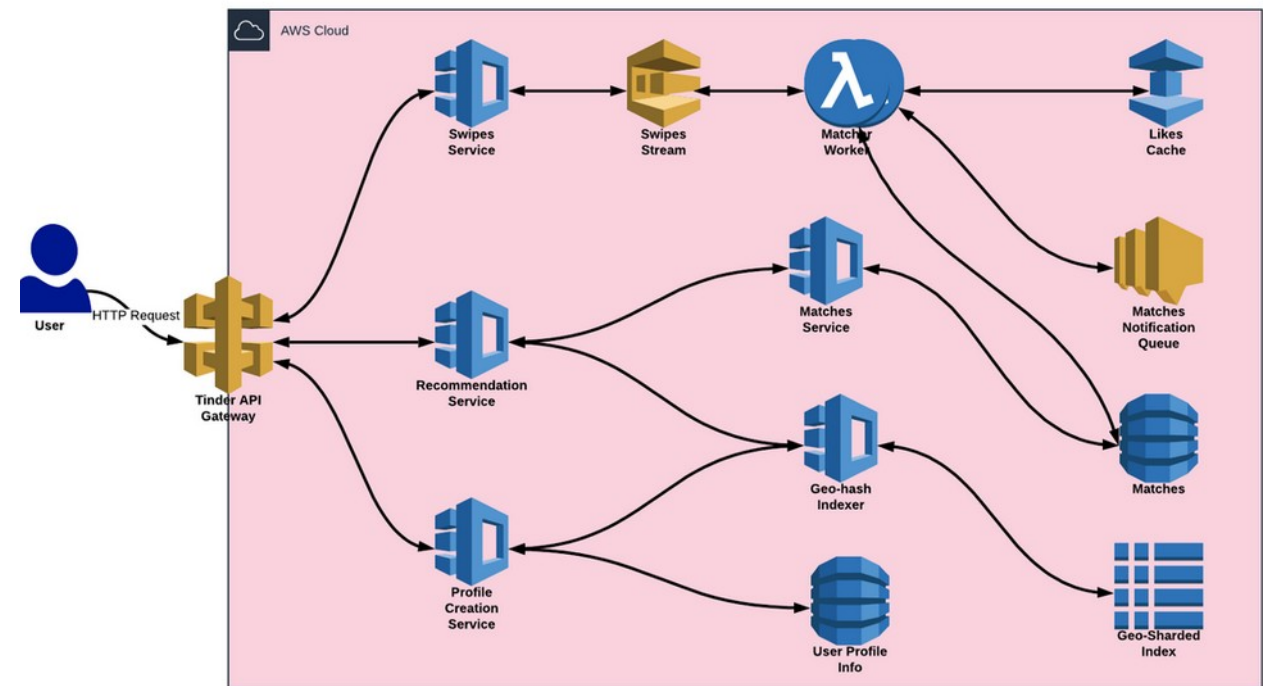 AWS Cloud
Swipes
Service
Swipes
Stream
Matcher
Worker
Likes
Cache
User
HTTP Request
Tinder API
Gateway
Recommendation
Service
Matches
Service
Matches
Notification
Queue
Geo-hash
Indexer
Matches
Profile
Creation
Service
User Profile
Info
Geo-Sharded
Index